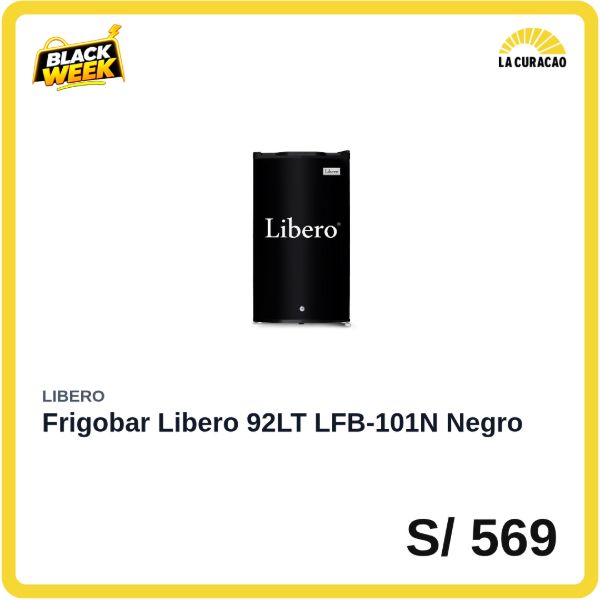 BLACK
WEEK
LA CURACAO
Libero
Libero®
LIBERO
Frigobar Libero 92LT LFB-101N Negro
S/ 569